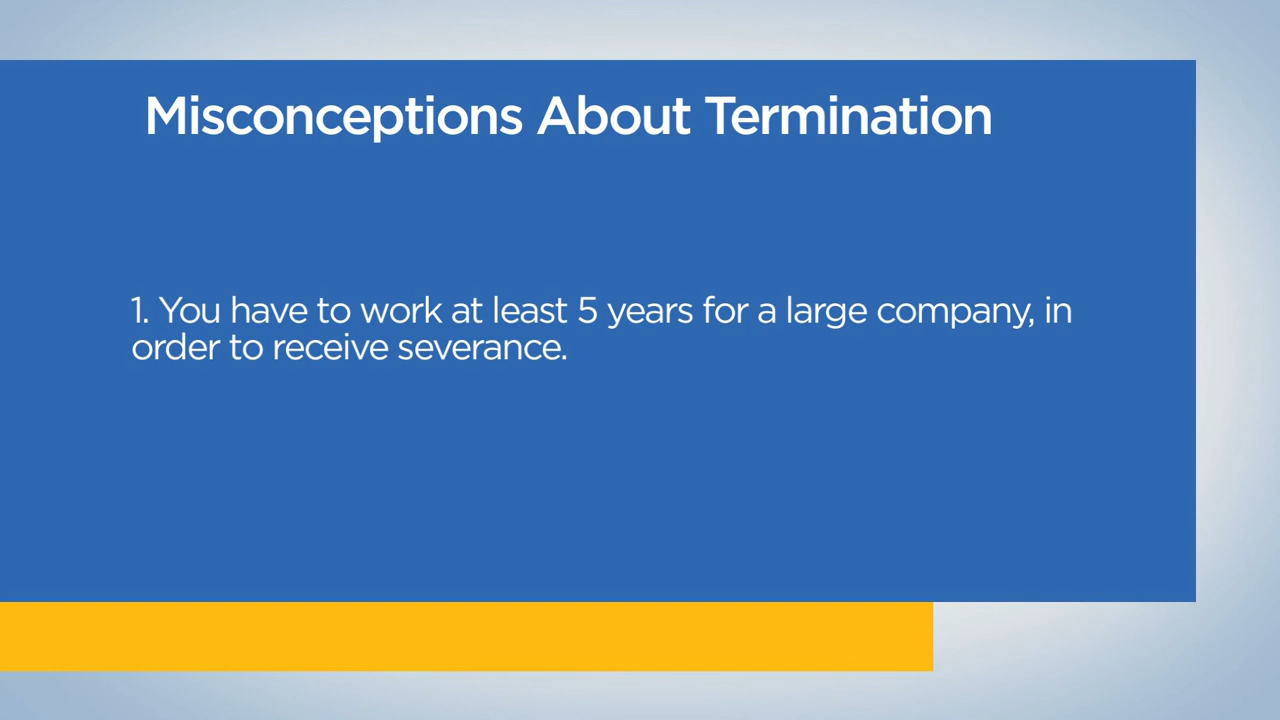 Misconceptions About Termination
1. You have to work at least 5 years for a large company, in
order to receive severance.